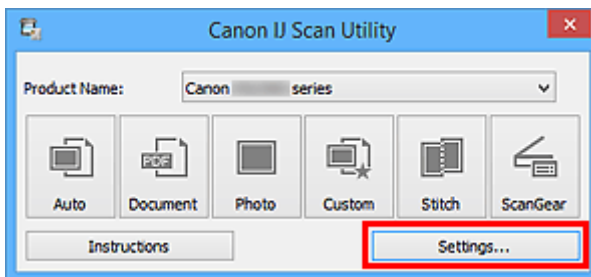 Canon IJ Scan Utility
Product Name: Canon series
PDF
Auto Document Photo Custom Stitch ScanGear
Instructions Settings...